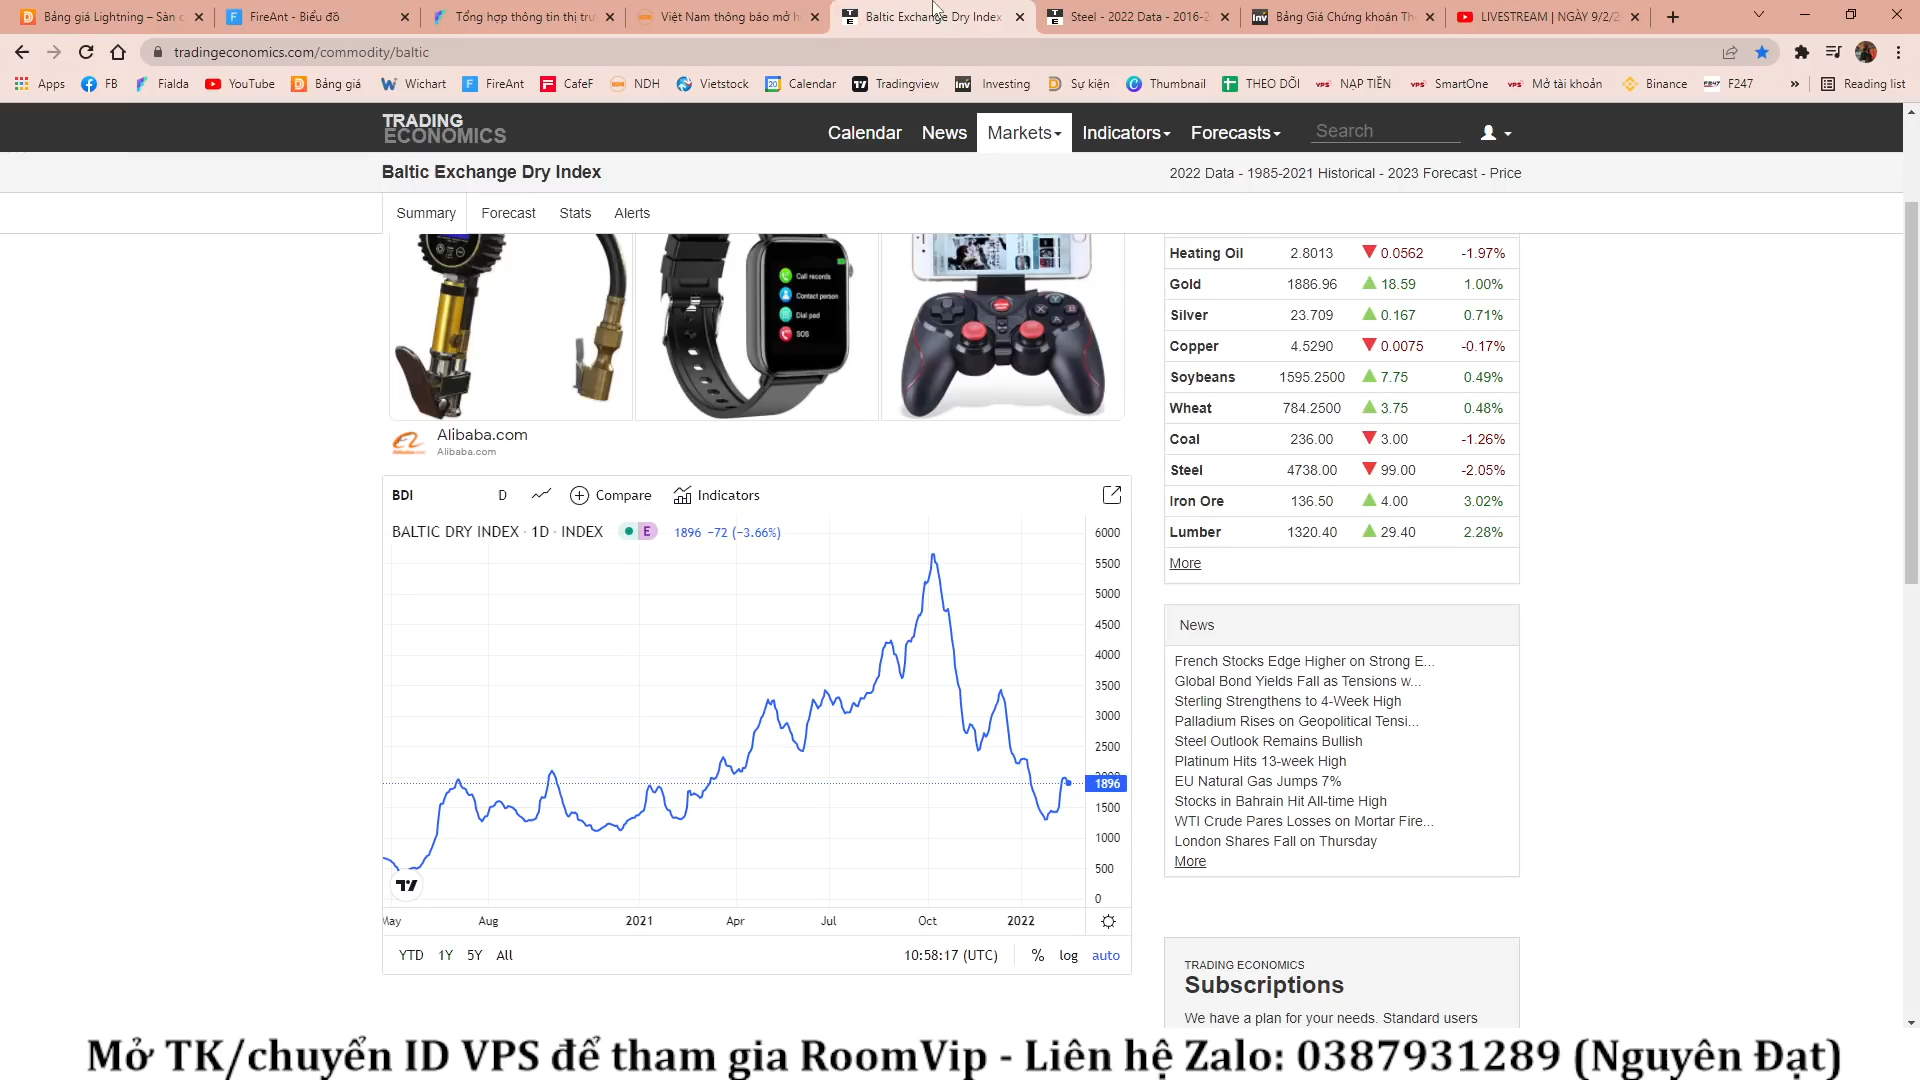 Bảng giá Lightning – Sàn c
FireAnt - Biểu đồ
Tổng hợp thông tin thị trư
Việt Nam thông báo mở h
Baltic Exchange Dry Index
Steel - 2022 Data - 2016-2
Bảng Giá Chứng khoán Th
LIVESTREAM | NGÀY 9/2/2
tradingeconomics.com/commodity/baltic
Apps
FB
Fialda
YouTube
Bảng giá
Wichart
FireAnt
CafeF
NDH
Vietstock
Calendar
Tradingview
Investing
Sự kiện
Thumbnail
THEO DÕI
NẠP TIỀN
SmartOne
Mở tài khoản
Binance
F247
»
Reading list
TRADING
ECONOMICS
Calendar News Markets Indicators Forecasts Search
Baltic Exchange Dry Index
2022 Data - 1985-2021 Historical - 2023 Forecast - Price
Summary Forecast Stats Alerts
Call records
Contact person
Dial pad
SOS
X Y A B
Alibaba.com
Alibaba.com
Heating Oil 2.8013 0.0562 -1.97%
Gold 1886.96 18.59 1.00%
Silver 23.709 0.167 0.71%
Copper 4.5290 0.0075 -0.17%
Soybeans 1595.2500 7.75 0.49%
Wheat 784.2500 3.75 0.48%
Coal 236.00 3.00 -1.26%
Steel 4738.00 99.00 -2.05%
Iron Ore 136.50 4.00 3.02%
Lumber 1320.40 29.40 2.28%
More
BDI D Compare Indicators
BALTIC DRY INDEX · 1D · INDEX E 1896 −72 (−3.66%)
6000
5500
5000
4500
4000
3500
3000
2500
2000
1896
1500
1000
500
0
May Aug 2021 Apr Jul Oct 2022
YTD 1Y 5Y All 10:58:17 (UTC) % log auto
News
French Stocks Edge Higher on Strong E...
Global Bond Yields Fall as Tensions w...
Sterling Strengthens to 4-Week High
Palladium Rises on Geopolitical Tensi...
Steel Outlook Remains Bullish
Platinum Hits 13-week High
EU Natural Gas Jumps 7%
Stocks in Bahrain Hit All-time High
WTI Crude Pares Losses on Mortar Fire...
London Shares Fall on Thursday
More
TRADING ECONOMICS
Subscriptions
We have a plan for your needs. Standard users
Mở TK/chuyển ID VPS để tham gia RoomVip - Liên hệ Zalo: 0387931289 (Nguyên Đạt)